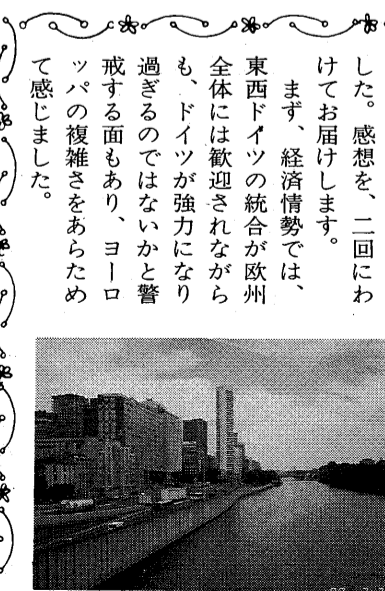 した。感想を、二回にわ
けてお届けします。
まず、経済情勢では、
東西ドイツの統合が欧州
全体には歓迎されながら
も、ドイツが強力になり
過ぎるのではないかと警
戒する面もあり、ヨーロ
ッパの複雑さをあらため
て感じました。